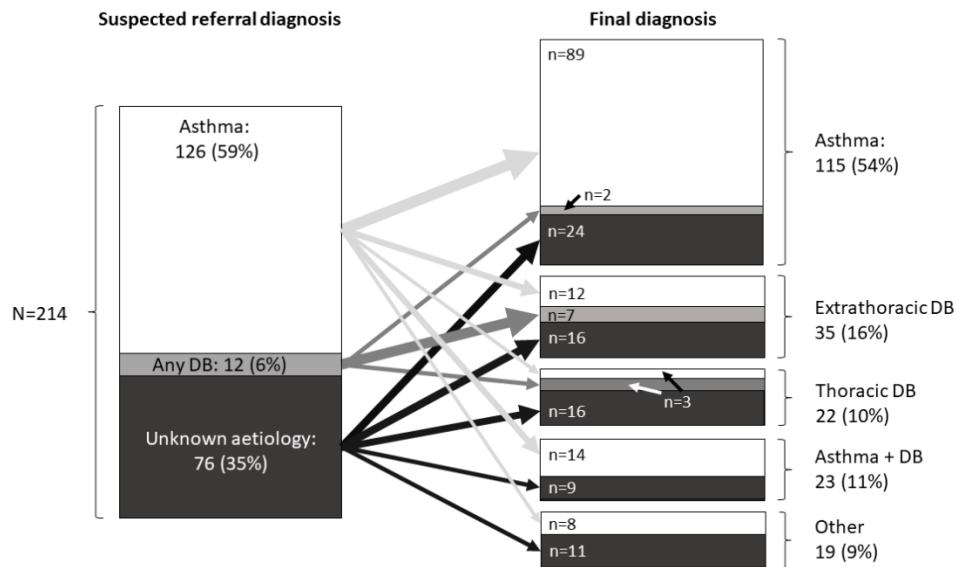 Suspected referral diagnosis
Final diagnosis
N=214
Asthma:
126 (59%)
Any DB: 12 (6%)
Unknown aetiology:
76 (35%)
n=89
n=2
n=24
Asthma:
115 (54%)
n=12
n=7
n=16
Extrathoracic DB
35 (16%)
n=3
n=16
Thoracic DB
22 (10%)
n=14
n=9
Asthma + DB
23 (11%)
n=8
n=11
Other
19 (9%)